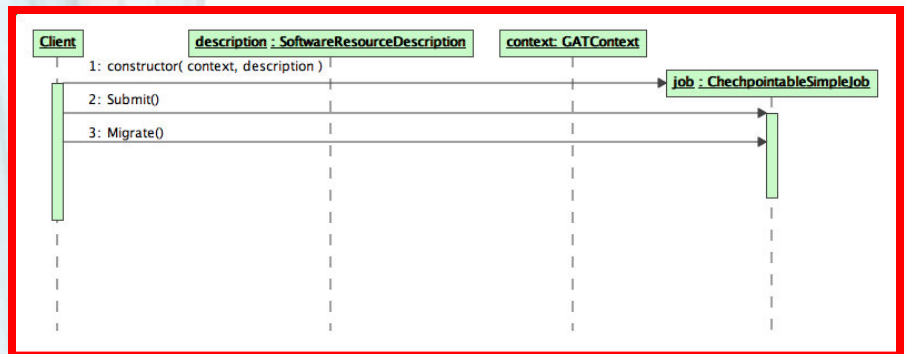 Client
description : SoftwareResourceDescription
context: GATContext
1: constructor( context, description )
job : ChechpointableSimpleJob
2: Submit()
3: Migrate()